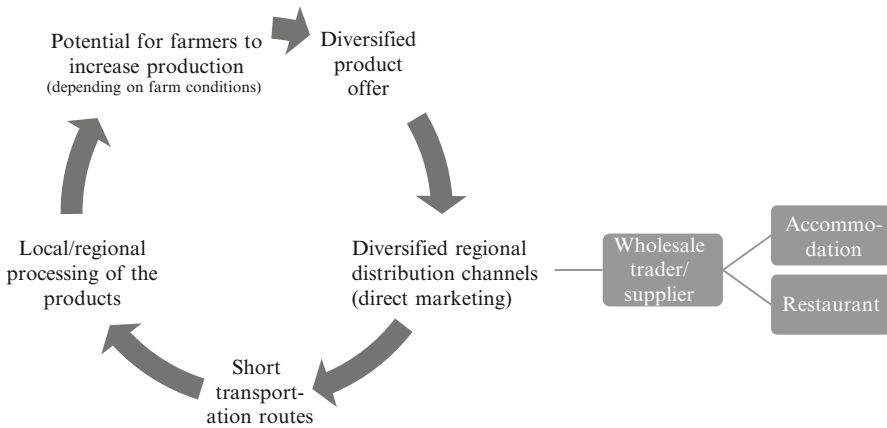 Potential for farmers to
increase production
(depending on farm conditions)
Diversified
product
offer
Diversified regional
distribution channels
(direct marketing)
Wholesale
trader/
supplier
Accommo-
dation
Restaurant
Short
transport-
ation routes
Local/regional
processing of the
products